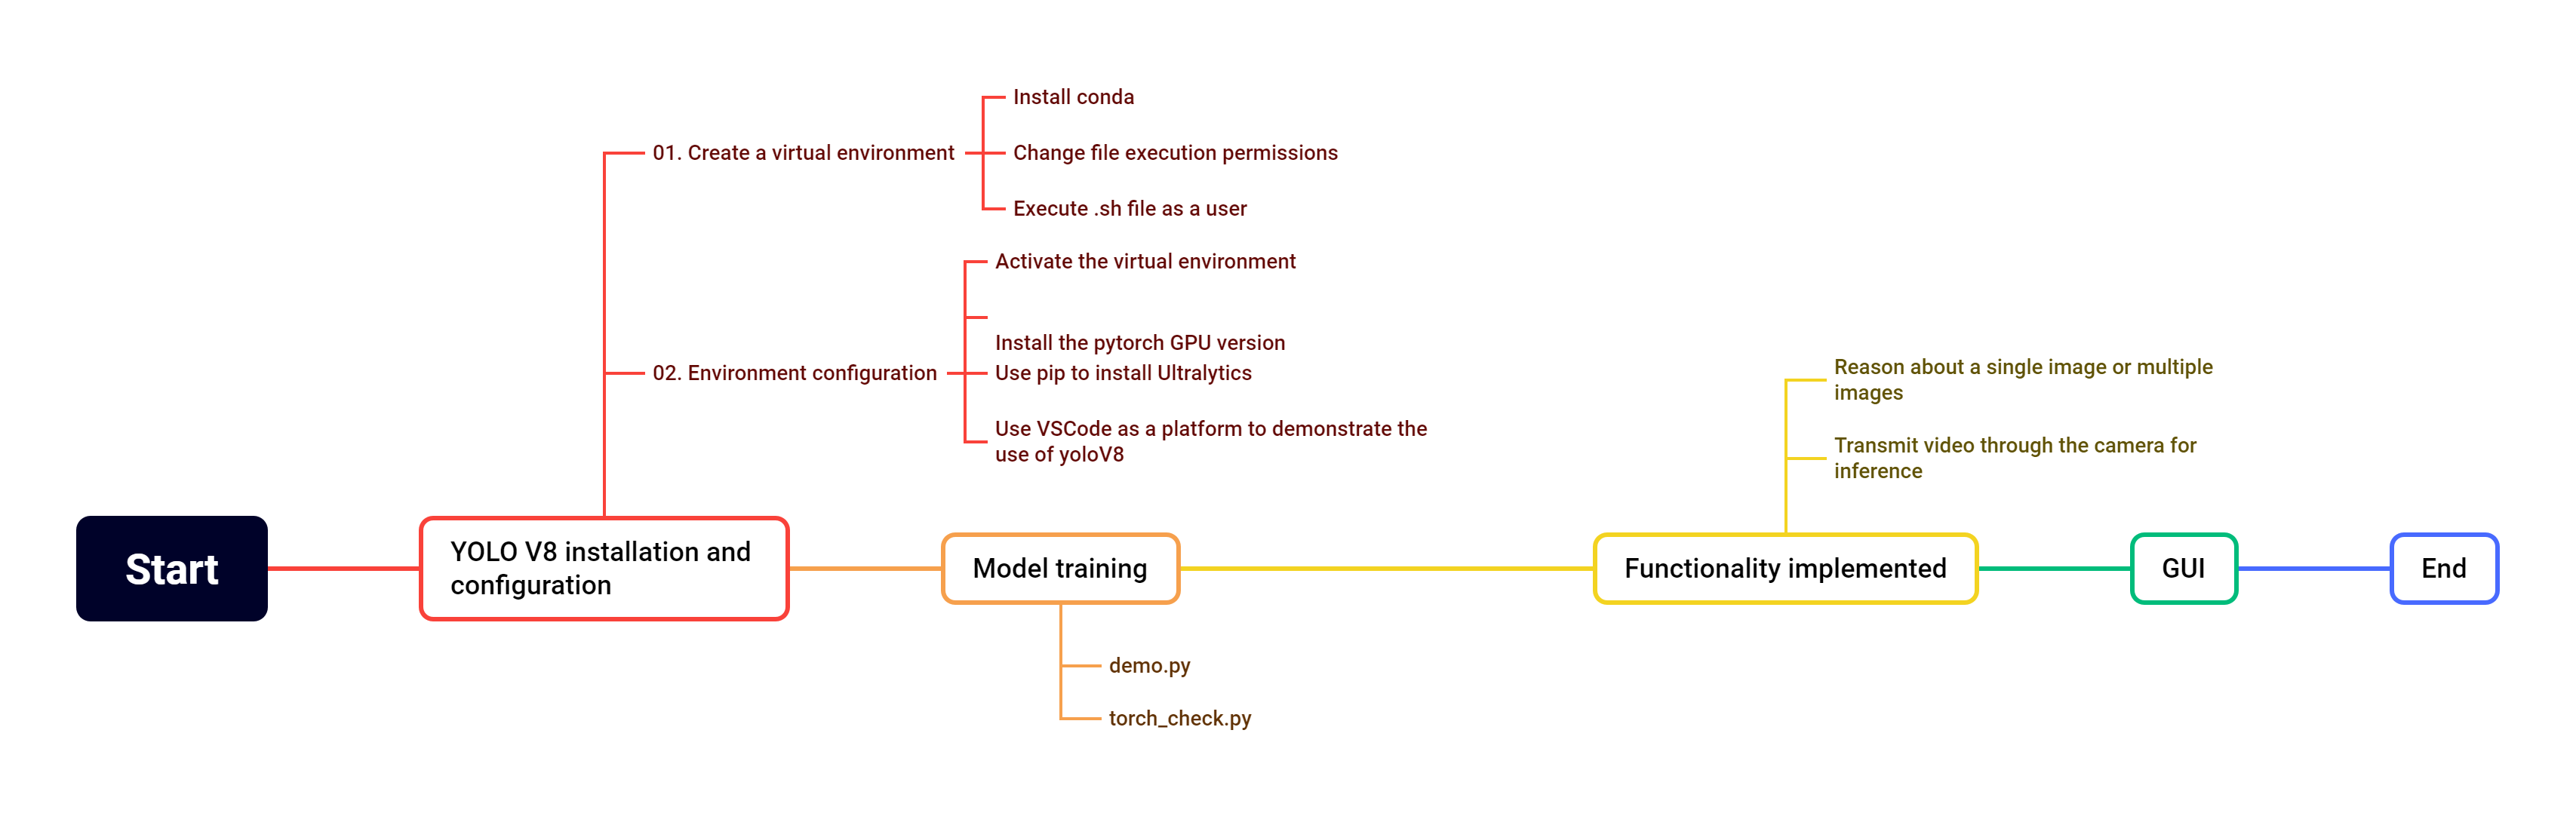 Install conda
01. Create a virtual environment
Change file execution permissions
Execute .sh file as a user
Activate the virtual environment
Install the pytorch GPU version
02. Environment configuration
Use pip to install Ultralytics
Use VSCode as a platform to demonstrate the
use of yoloV8
Reason about a single image or multiple
images
Transmit video through the camera for
inference
Start
YOLO V8 installation and
configuration
Model training
Functionality implemented
GUI
End
demo.py
torch_check.py